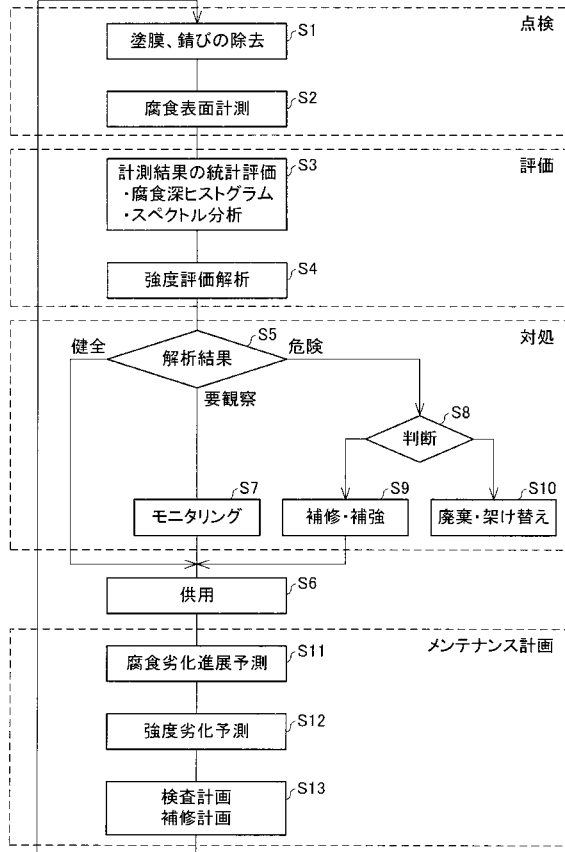 点検
S1
塗膜、錆びの除去
S2
腐食表面計測
評価
S3
計測結果の統計評価
・腐食深ヒストグラム
・スペクトル分析
S4
強度評価解析
対処
S5
健全
解析結果
危険
要観察
S8
判断
S7
モニタリング
S9
補修・補強
S10
廃棄・架け替え
S6
供用
メンテナンス計画
S11
腐食劣化進展予測
S12
強度劣化予測
S13
検査計画
補修計画